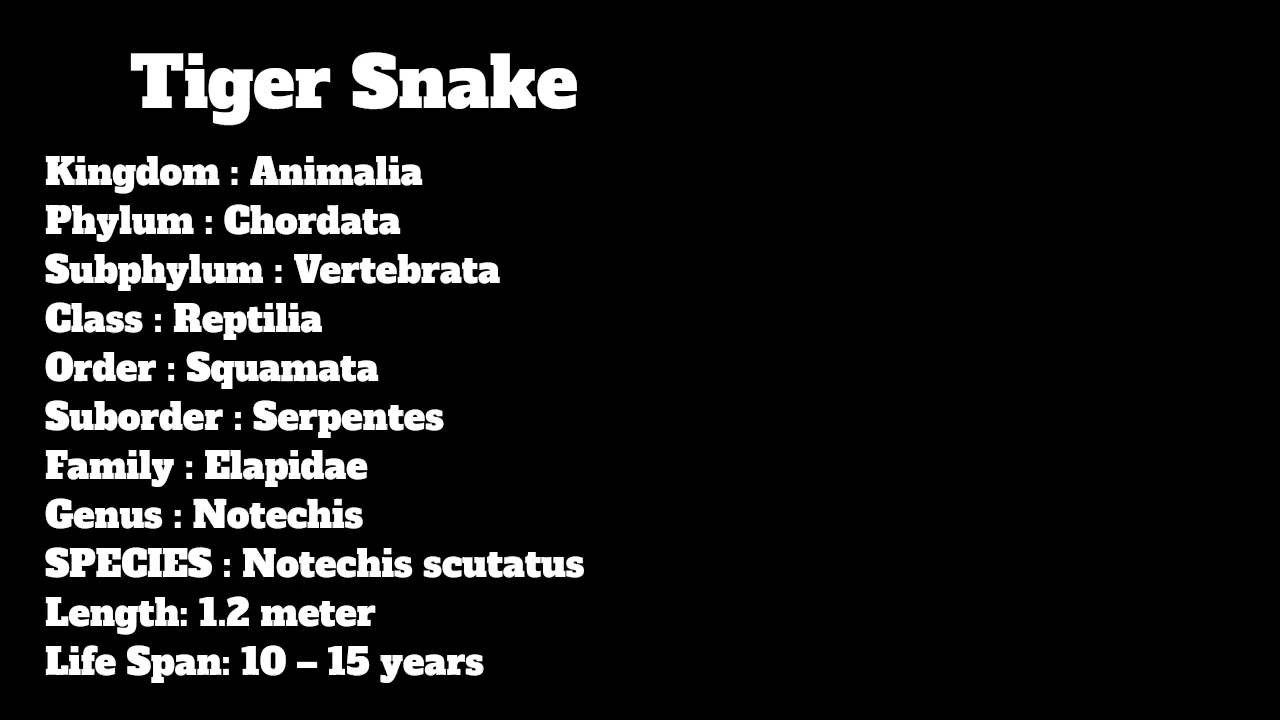 Tiger Snake
Kingdom : Animalia
Phylum : Chordata
Subphylum : Vertebrata
Class : Reptilia
Order : Squamata
Suborder : Serpentes
Family : Elapidae
Genus : Notechis
SPECIES : Notechis scutatus
Length: 1.2 meter
Life Span: 10 – 15 years